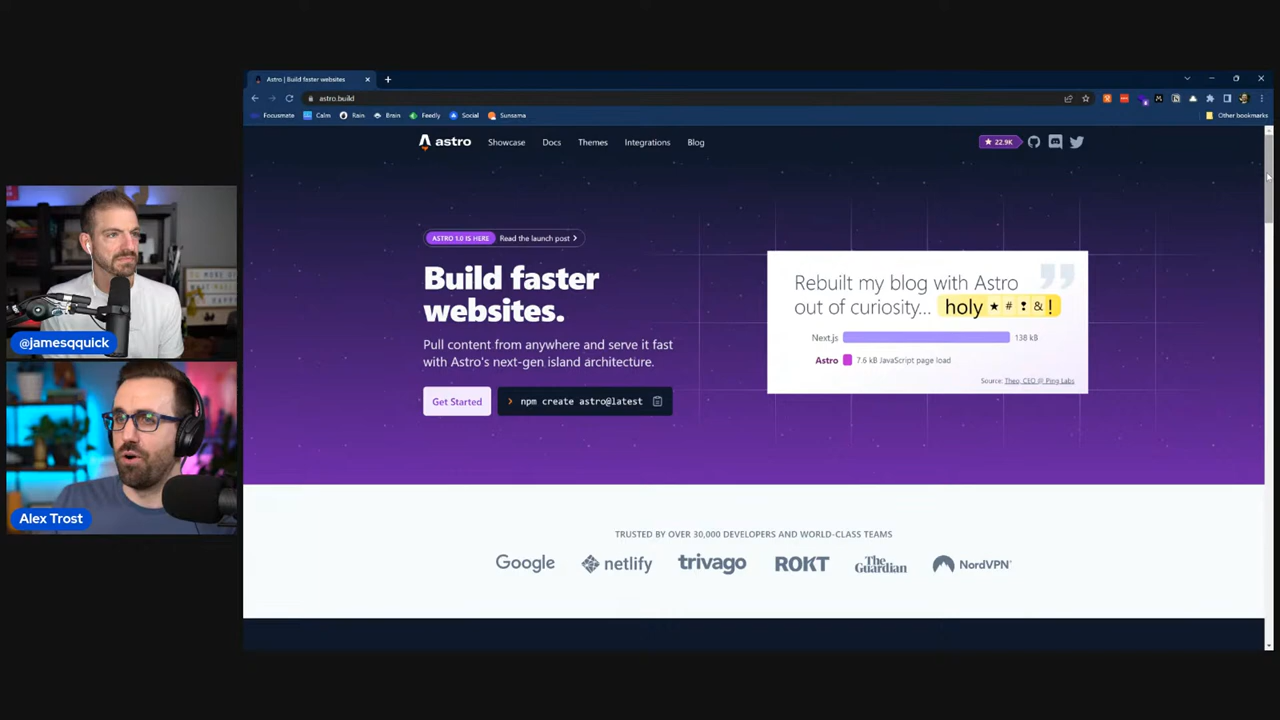 Astro | Build faster websites
astro.build
Focusmate Calm Rain Brain Feedly Social Sunsama Other bookmarks
astro Showcase Docs Themes Integrations Blog 22.9K
ASTRO 1.0 IS HERE Read the launch post
Build faster
websites.
Pull content from anywhere and serve it fast
with Astro's next-gen island architecture.
Get Started > npm create astro@latest
Rebuilt my blog with Astro
out of curiosity... holy ★ # ❢ & !
Next.js 138 kB
Astro 7.6 kB JavaScript page load
Source: Theo, CEO @ Ping Labs
@jamesqquick
Alex Trost
TRUSTED BY OVER 30,000 DEVELOPERS AND WORLD-CLASS TEAMS
Google netlify trivago ROKT The Guardian NordVPN